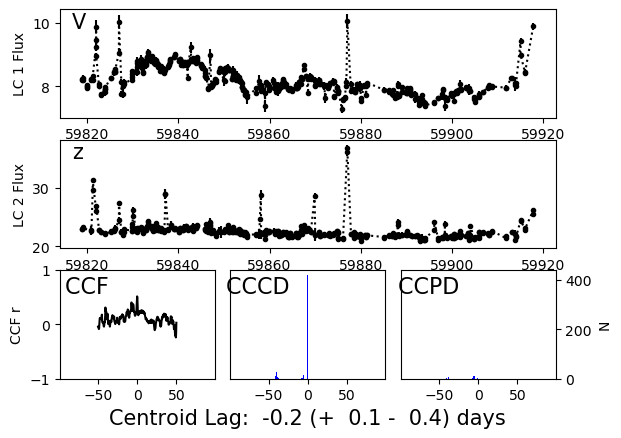 V
LC 1 Flux
10
8
59820 59840 59860 59880 59900 59920
z
LC 2 Flux
30
20
59820 59840 59860 59880 59900 59920
CCF CCCD CCPD
CCF r
1
0
−1
400
200
0
N
−50 0 50 −50 0 50 −50 0 50
Centroid Lag: -0.2 (+ 0.1 - 0.4) days